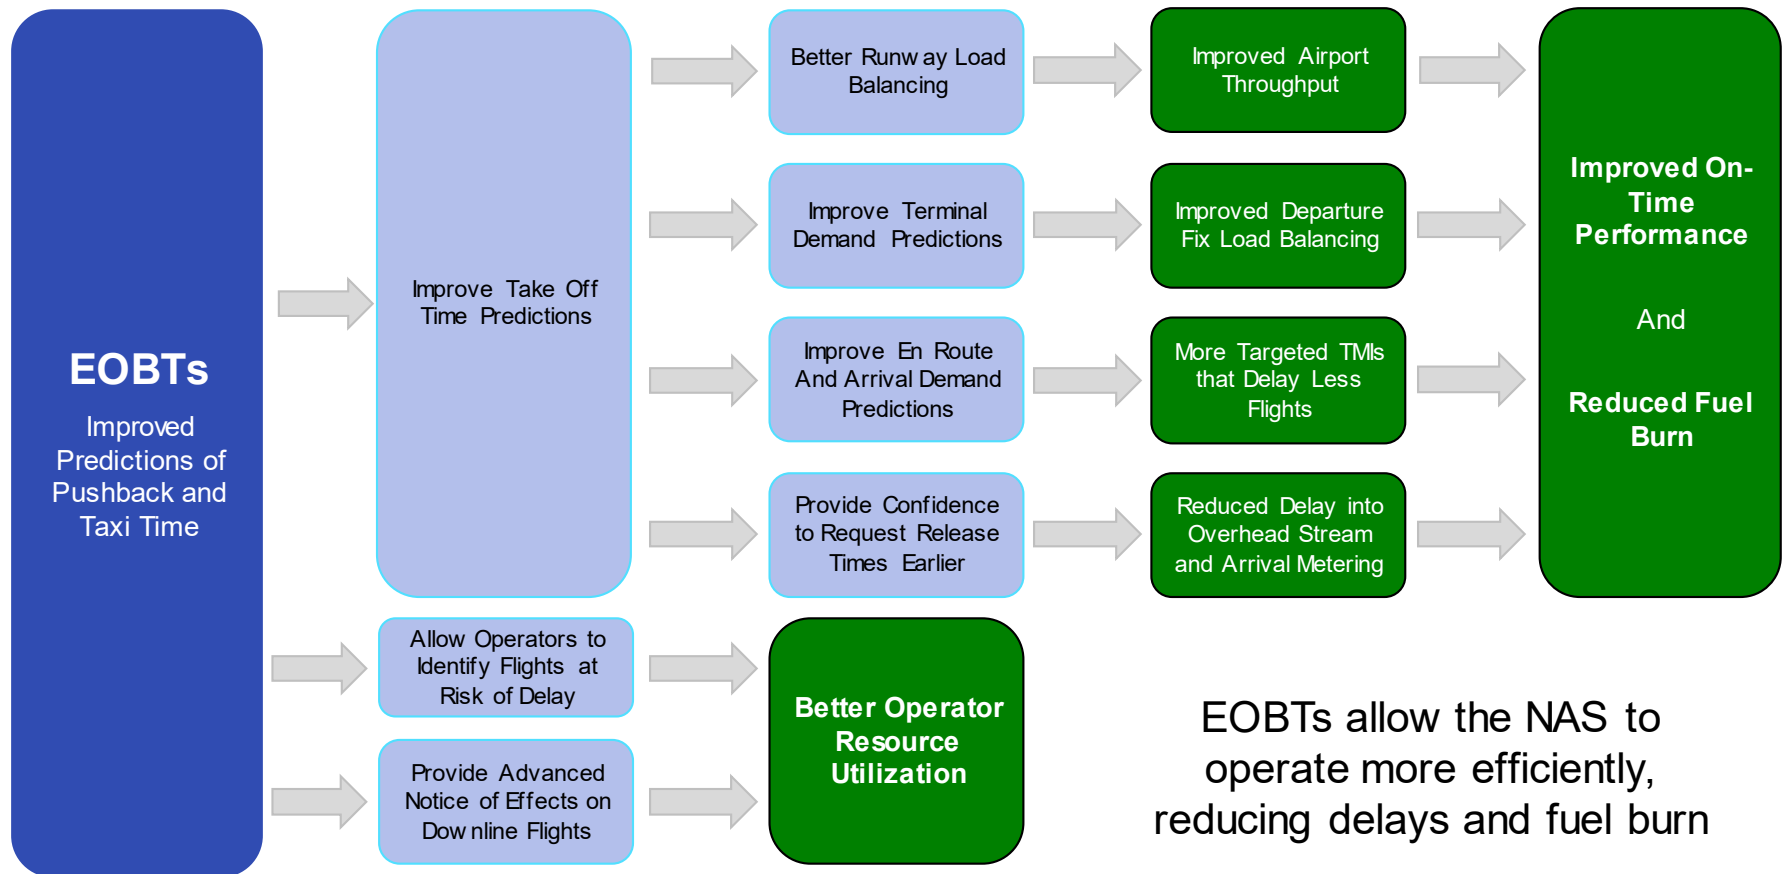 EOBTs
Improved
Predictions of
Pushback and
Taxi Time
Improve Take Off
Time Predictions
Better Runway Load
Balancing
Improved Airport
Throughput
Improve Terminal
Demand Predictions
Improved Departure
Fix Load Balancing
Improve En Route
And Arrival Demand
Predictions
More Targeted TMIs
that Delay Less
Flights
Provide Confidence
to Request Release
Times Earlier
Reduced Delay into
Overhead Stream
and Arrival Metering
Improved On-
Time
Performance
And
Reduced Fuel
Burn
Allow Operators to
Identify Flights at
Risk of Delay
Provide Advanced
Notice of Effects on
Downline Flights
Better Operator
Resource
Utilization
EOBTs allow the NAS to
operate more efficiently,
reducing delays and fuel burn